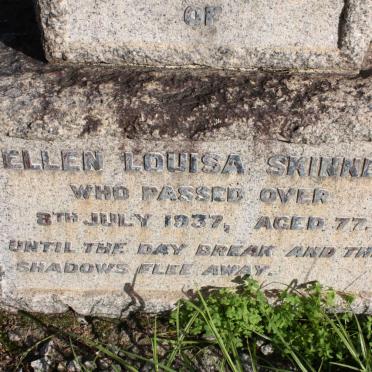 OF
ELLEN LOUISA SKINNE
WHO PASSED OVER
8TH JULY 1937, AGED 77.
UNTIL THE DAY BREAK AND THE
SHADOWS FLEE AWAY.